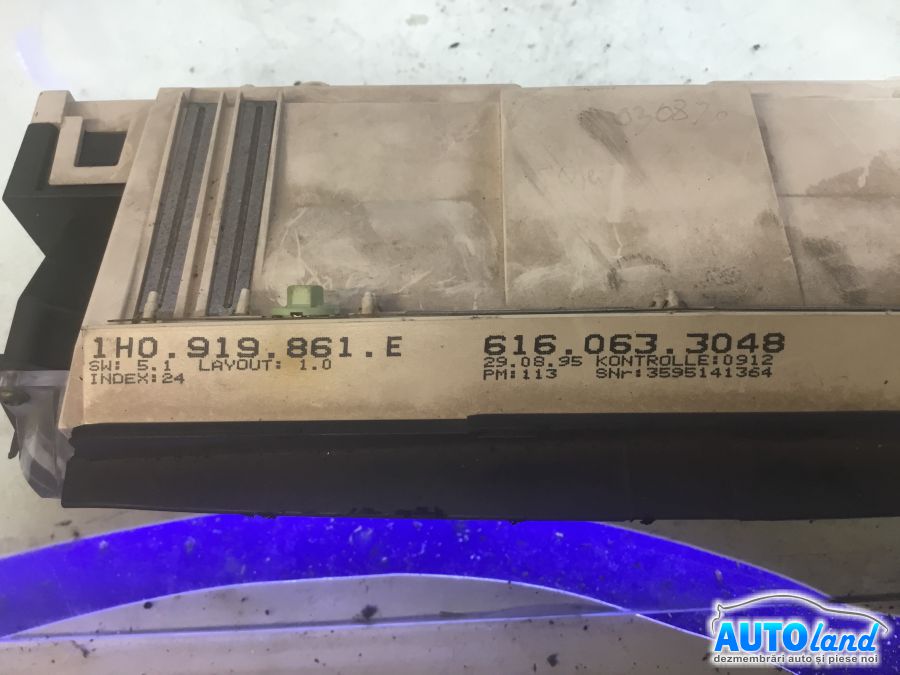 1H0.919.861.E
SW: 5.1 LAYOUT: 1.0
INDEX:24
616.063.3048
29.08.95 KONTROLLE:0912
PM:113 SNr:3595141364
AUTOland
dezmembrări auto și piese noi